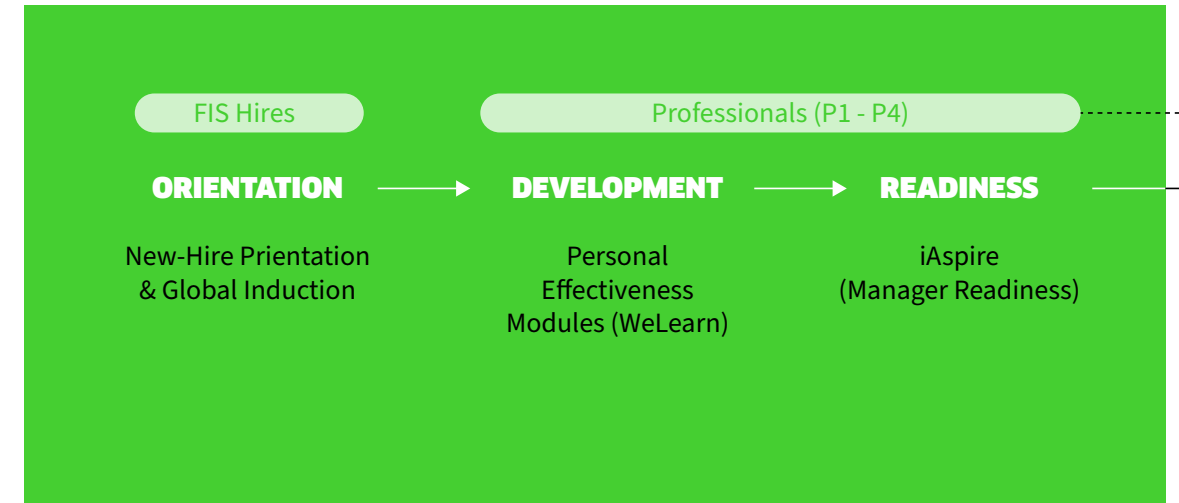 FIS Hires
Professionals (P1 - P4)
ORIENTATION
DEVELOPMENT
READINESS
New-Hire Prientation
& Global Induction
Personal
Effectiveness
Modules (WeLearn)
iAspire
(Manager Readiness)